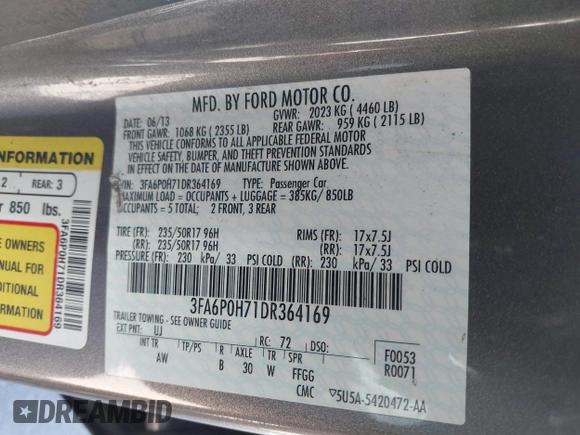 MFD. BY FORD MOTOR CO.
DATE: 06/13
GVWR: 2023 KG ( 4460 LB)
FRONT GAWR: 1068 KG ( 2355 LB)
REAR GAWR: 959 KG ( 2115 LB)
THIS VEHICLE CONFORMS TO ALL APPLICABLE FEDERAL MOTOR
VEHICLE SAFETY, BUMPER, AND THEFT PREVENTION STANDARDS
IN EFFECT ON THE DATE OF MANUFACTURE SHOWN ABOVE.
VIN: 3FA6P0H71DR364169 TYPE: Passenger Car
MAXIMUM LOAD = OCCUPANTS + LUGGAGE = 385KG/ 850LB
OCCUPANTS = 5 TOTAL; 2 FRONT, 3 REAR
TIRE (FR): 235/50R17 96H RIMS (FR): 17x7.5J
(RR): 235/50R17 96H (RR): 17x7.5J
PRESSURE (FR): 230 kPa/ 33 PSI COLD (RR): 230 kPa/ 33 PSI COLD
3FA6P0H71DR364169
TRAILER TOWING - SEE OWNER GUIDE
EXT PNT: UJ RC: 72 DSO:
INT TR TP/PS R AXLE TR SPR
AW B 30 W FFGG
CMC
F0053
R0071
▽5U5A-5420472-AA
INFORMATION
2 REAR: 3
850 lbs.
OWNERS
MANUAL FOR
ADDITIONAL
INFORMATION
3FA6P0H71DR364169
DREAMBID